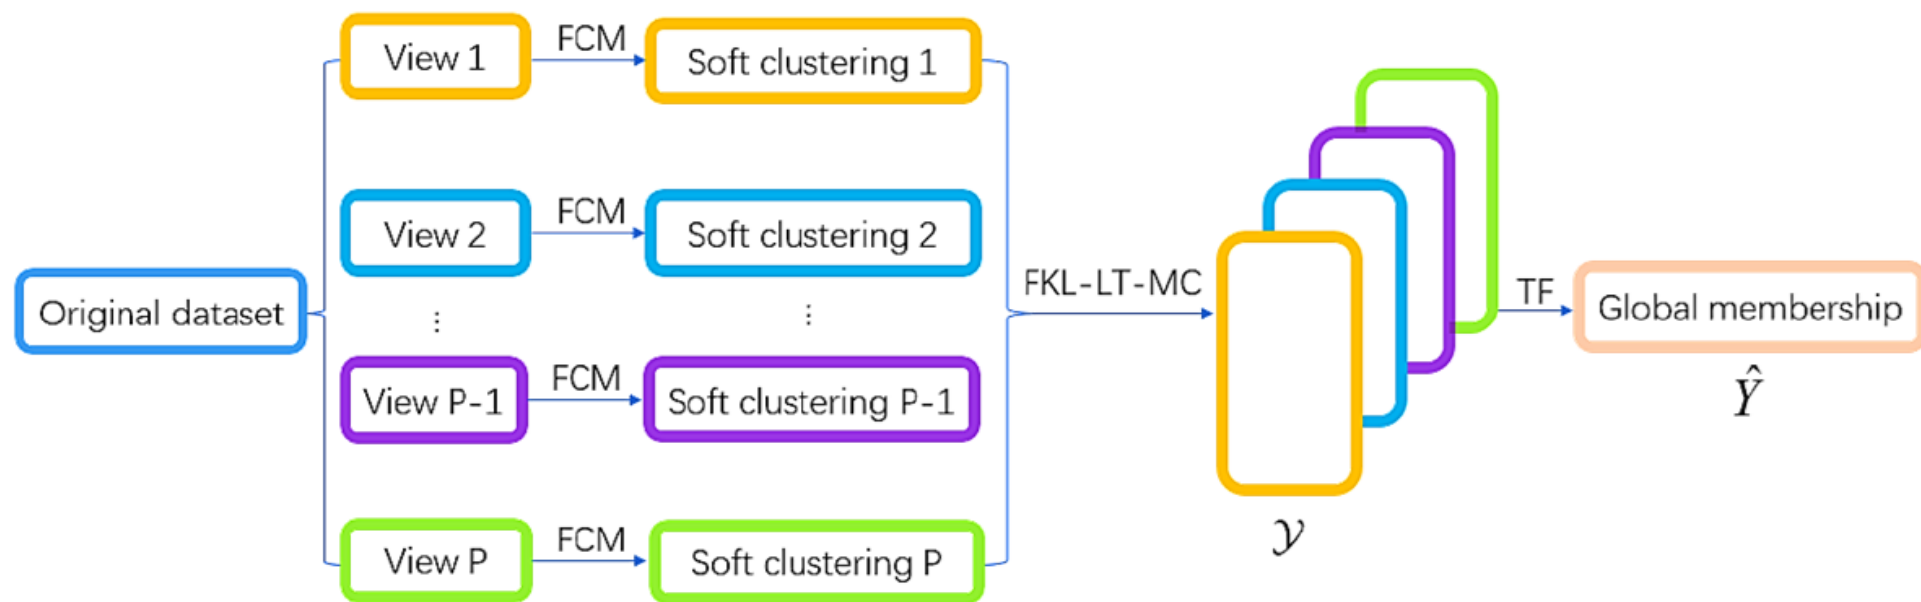 Original dataset
View 1
FCM
Soft clustering 1
View 2
FCM
Soft clustering 2
⋮
⋮
View P-1
FCM
Soft clustering P-1
View P
FCM
Soft clustering P
FKL-LT-MC
𝒴
TF
Global membership
Ŷ